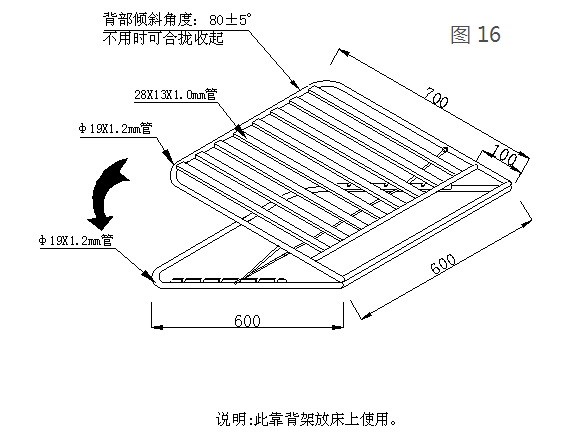 背部倾斜角度：80±5°
不用时可合拢收起
图 16
28X13X1.0mm管
700
φ19X1.2mm管
100
φ19X1.2mm管
600
600
说明:此靠背架放床上使用。